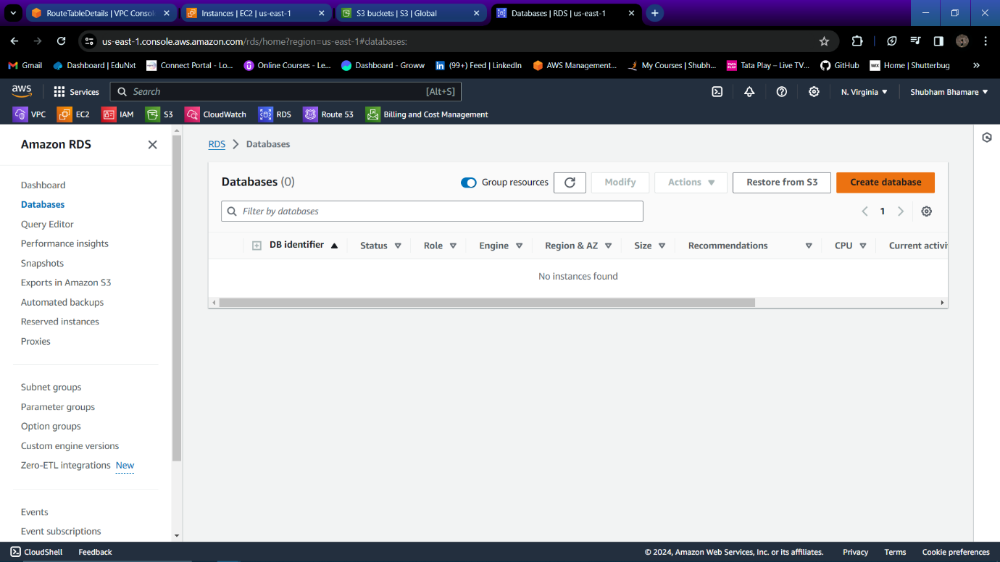 RouteTableDetails | VPC Consol
Instances | EC2 | us-east-1
S3 buckets | S3 | Global
Databases | RDS | us-east-1
us-east-1.console.aws.amazon.com/rds/home?region=us-east-1#databases:
Gmail
Dashboard | EduNxt
Connect Portal - Lo...
Online Courses - Le...
Dashboard - Groww
(99+) Feed | LinkedIn
AWS Management...
My Courses | Shubh...
Tata Play – Live TV...
GitHub
Home | Shutterbug
aws
Services
Search
[Alt+S]
N. Virginia
Shubham Bhamare
VPC
EC2
IAM
S3
CloudWatch
RDS
Route 53
Billing and Cost Management
Amazon RDS
Dashboard
Databases
Query Editor
Performance insights
Snapshots
Exports in Amazon S3
Automated backups
Reserved instances
Proxies
Subnet groups
Parameter groups
Option groups
Custom engine versions
Zero-ETL integrations New
Events
Event subscriptions
RDS > Databases
Databases (0)
Group resources
Modify
Actions
Restore from S3
Create database
Filter by databases
1
DB identifier
Status
Role
Engine
Region & AZ
Size
Recommendations
CPU
Current activi
No instances found
CloudShell
Feedback
© 2024, Amazon Web Services, Inc. or its affiliates.
Privacy
Terms
Cookie preferences